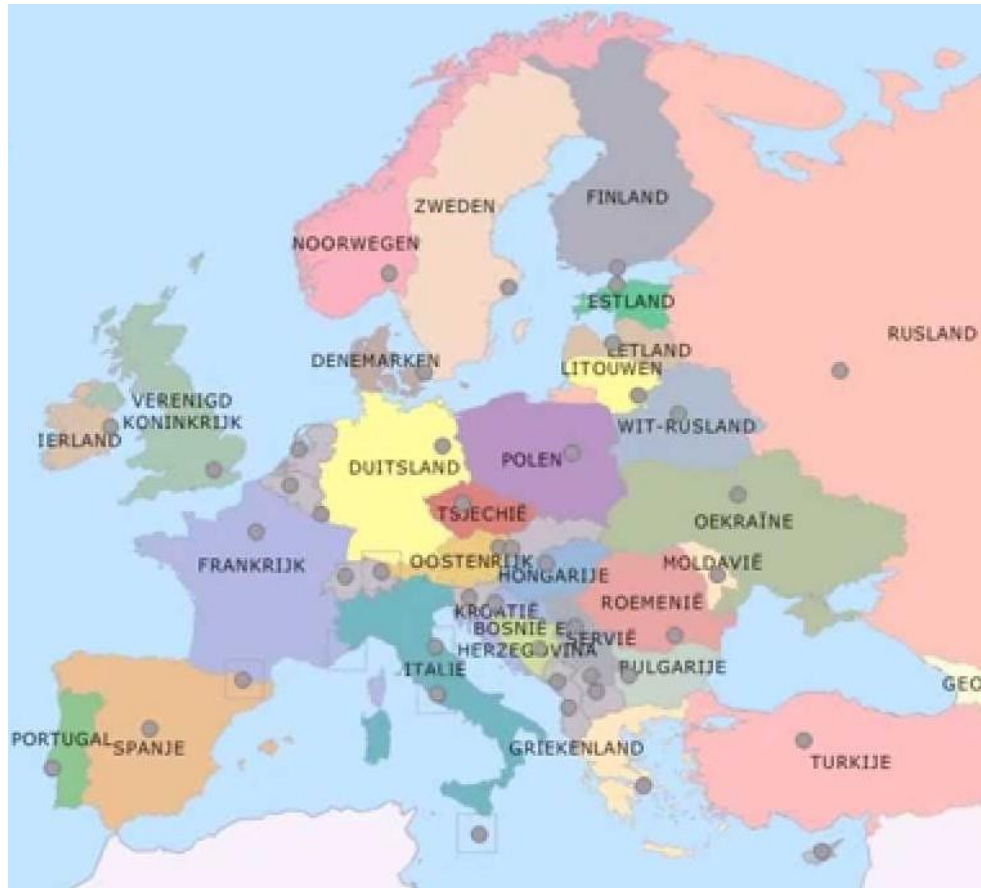 ZWEDEN
FINLAND
NOORWEGEN
ESTLAND
RUSLAND
LETLAND
DENEMARKEN
LITOUWEN
VERENIGD
KONINKRIJK
IERLAND
WIT-RUSLAND
DUITSLAND
POLEN
TSJECHIË
OEKRAÏNE
FRANKRIJK
OOSTENRIJK
HONGARIJE
MOLDAVIË
ROEMENIË
KROATIË
BOSNIË E
HERZEGOVINA
SERVIË
ITALIË
BULGARIJE
GEO
PORTUGAL
SPANJE
GRIEKENLAND
TURKIJE